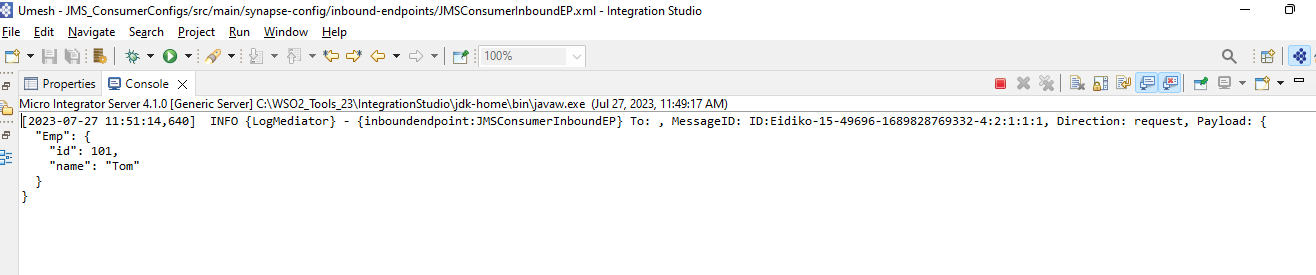 Umesh - JMS_ConsumerConfigs/src/main/synapse-config/inbound-endpoints/JMSConsumerInboundEP.xml - Integration Studio
File Edit Navigate Search Project Run Window Help
100%
Properties Console
Micro Integrator Server 4.1.0 [Generic Server] C:\WSO2_Tools_23\IntegrationStudio\jdk-home\bin\javaw.exe (Jul 27, 2023, 11:49:17 AM)
[2023-07-27 11:51:14,640]  INFO {LogMediator} - {inboundendpoint:JMSConsumerInboundEP} To: , MessageID: ID:Eidiko-15-49696-1689828769332-4:2:1:1:1, Direction: request, Payload: {
  "Emp": {
    "id": 101,
    "name": "Tom"
  }
}